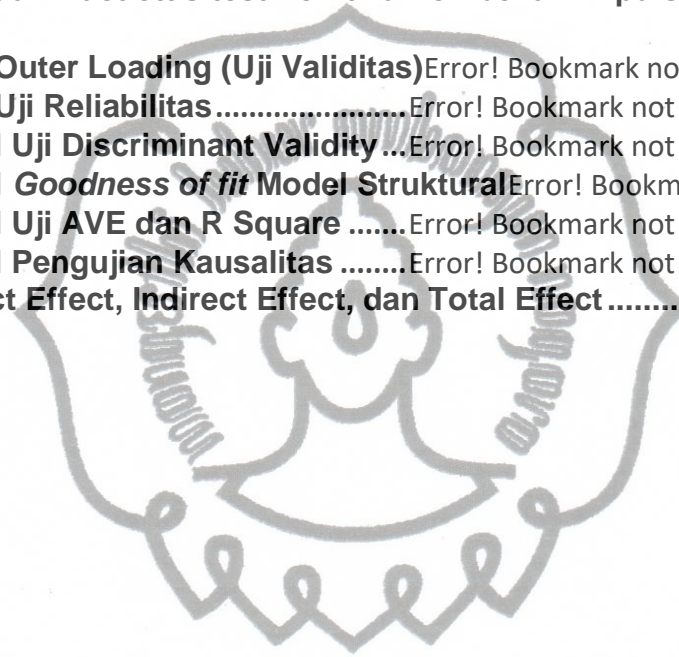 Outer Loading (Uji Validitas)Error! Bookmark no
Uji Reliabilitas.......................Error! Bookmark not
Uji Discriminant Validity...Error! Bookmark not
Goodness of fit Model StrukturalError! Bookm
Uji AVE dan R Square .......Error! Bookmark not
Pengujian Kausalitas ........Error! Bookmark not
ct Effect, Indirect Effect, dan Total Effect.........